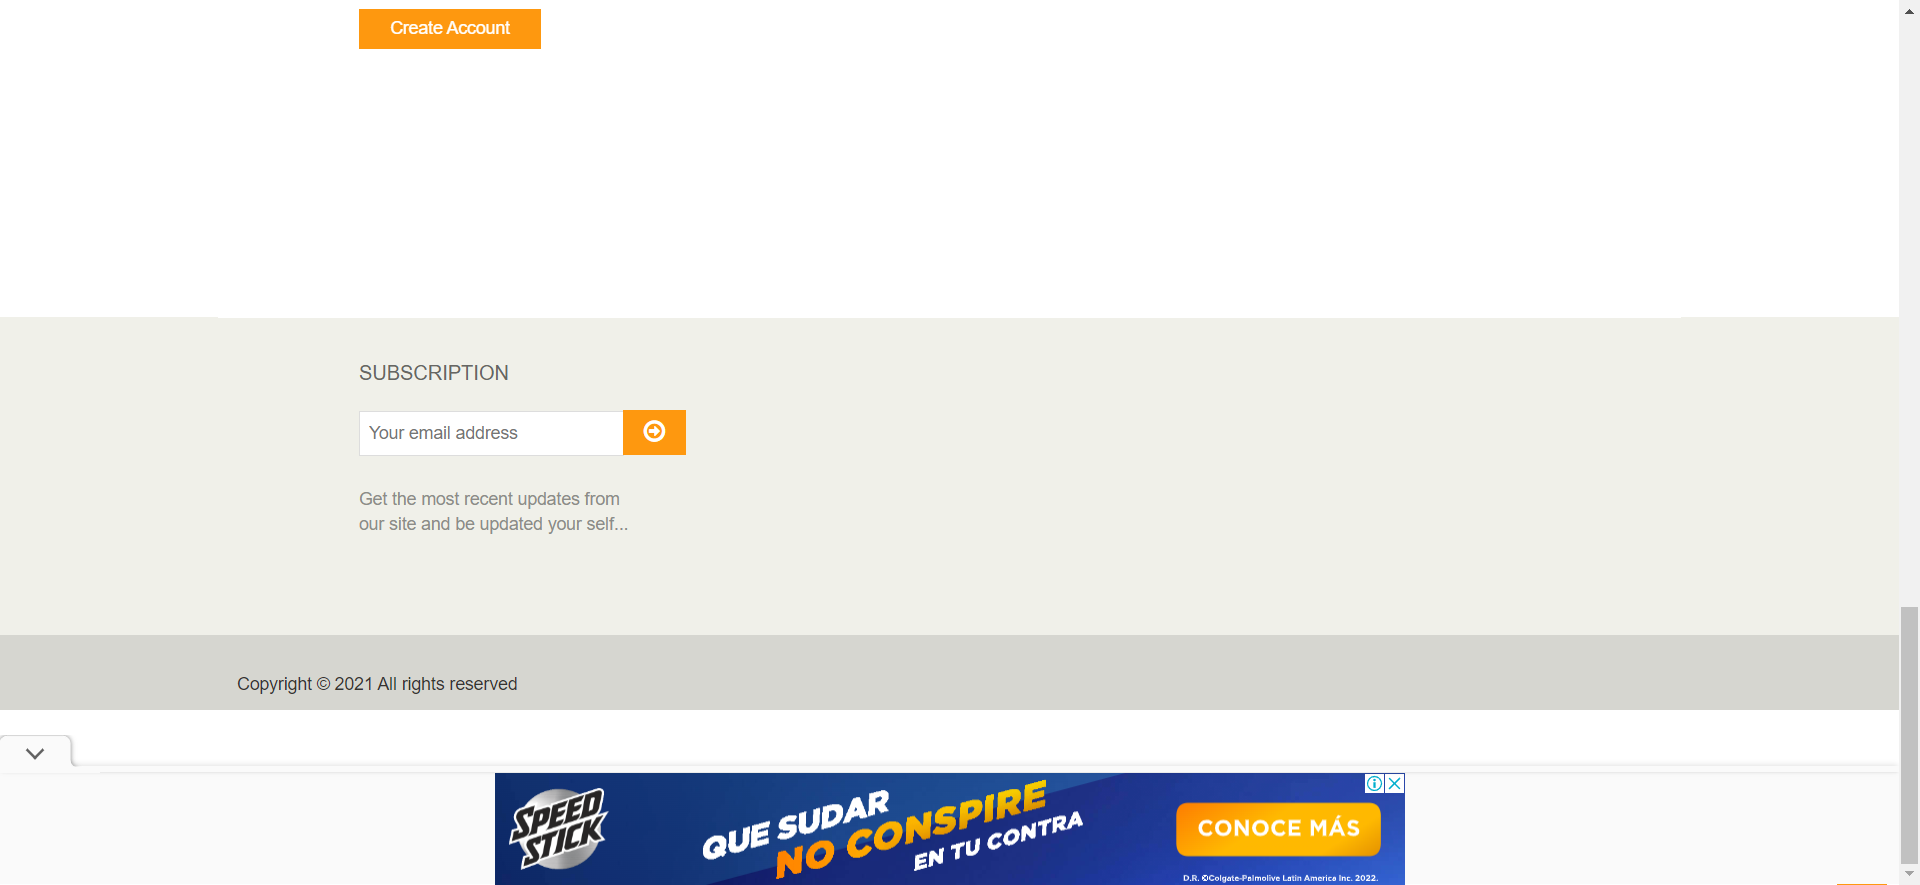 Create Account
SUBSCRIPTION
Your email address
Get the most recent updates from
our site and be updated your self...
Copyright © 2021 All rights reserved
SPEED
STICK
QUE SUDAR
NO CONSPIRE
EN TU CONTRA
CONOCE MÁS
D.R. ©Colgate-Palmolive Latin America Inc. 2022.